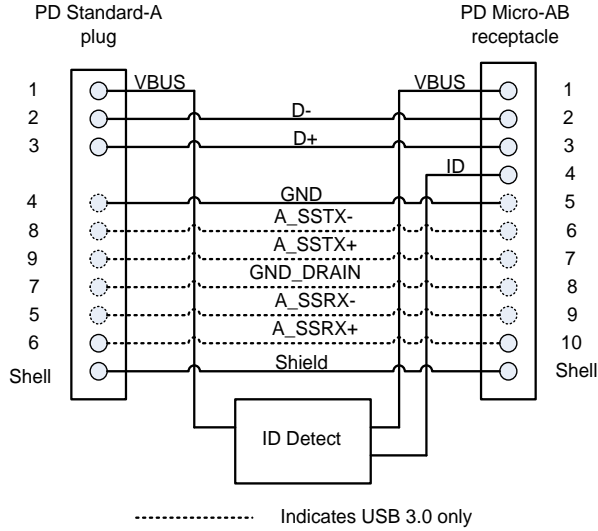 PD Standard-A
plug
PD Micro-AB
receptacle
1 VBUS VBUS 1
2 D- 2
3 D+ 3
ID 4
4 GND 5
8 A_SSTX- 6
9 A_SSTX+ 7
7 GND_DRAIN 8
5 A_SSRX- 9
6 A_SSRX+ 10
Shell Shield Shell
ID Detect
Indicates USB 3.0 only